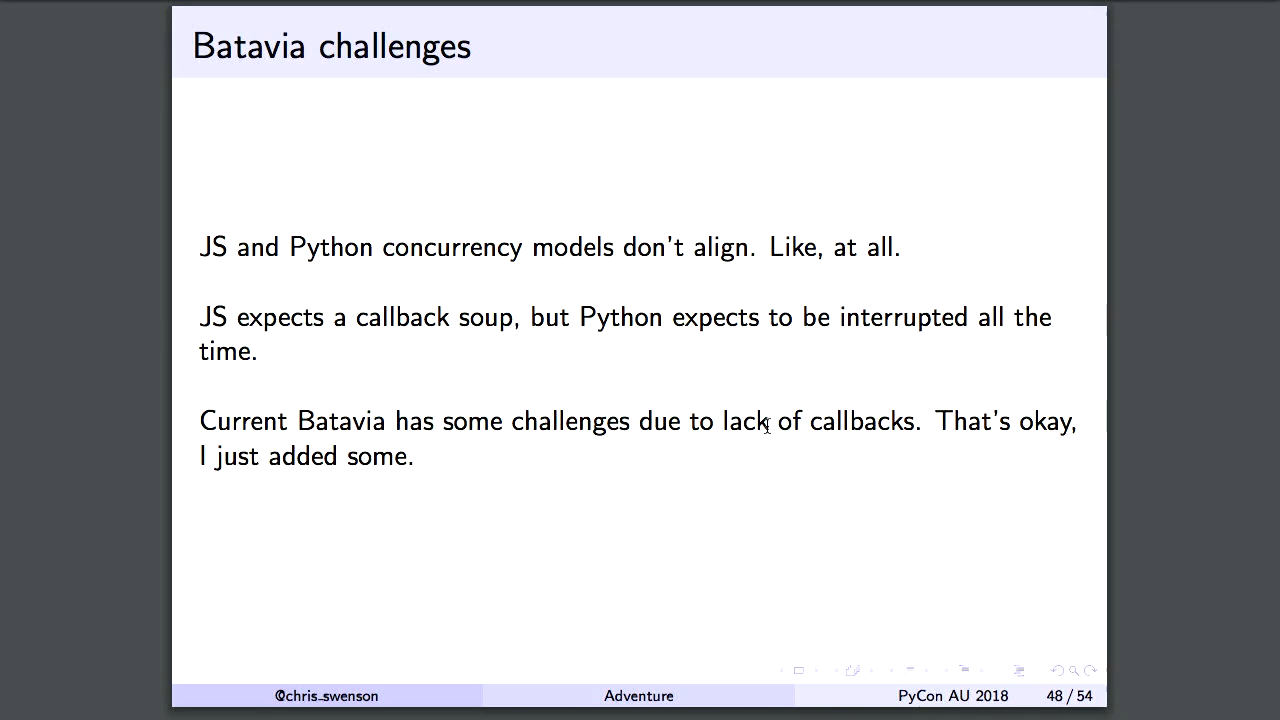 Batavia challenges
JS and Python concurrency models don't align. Like, at all.
JS expects a callback soup, but Python expects to be interrupted all the
time.
Current Batavia has some challenges due to lack of callbacks. That's okay,
I just added some.
@chris_swenson Adventure PyCon AU 2018 48 / 54